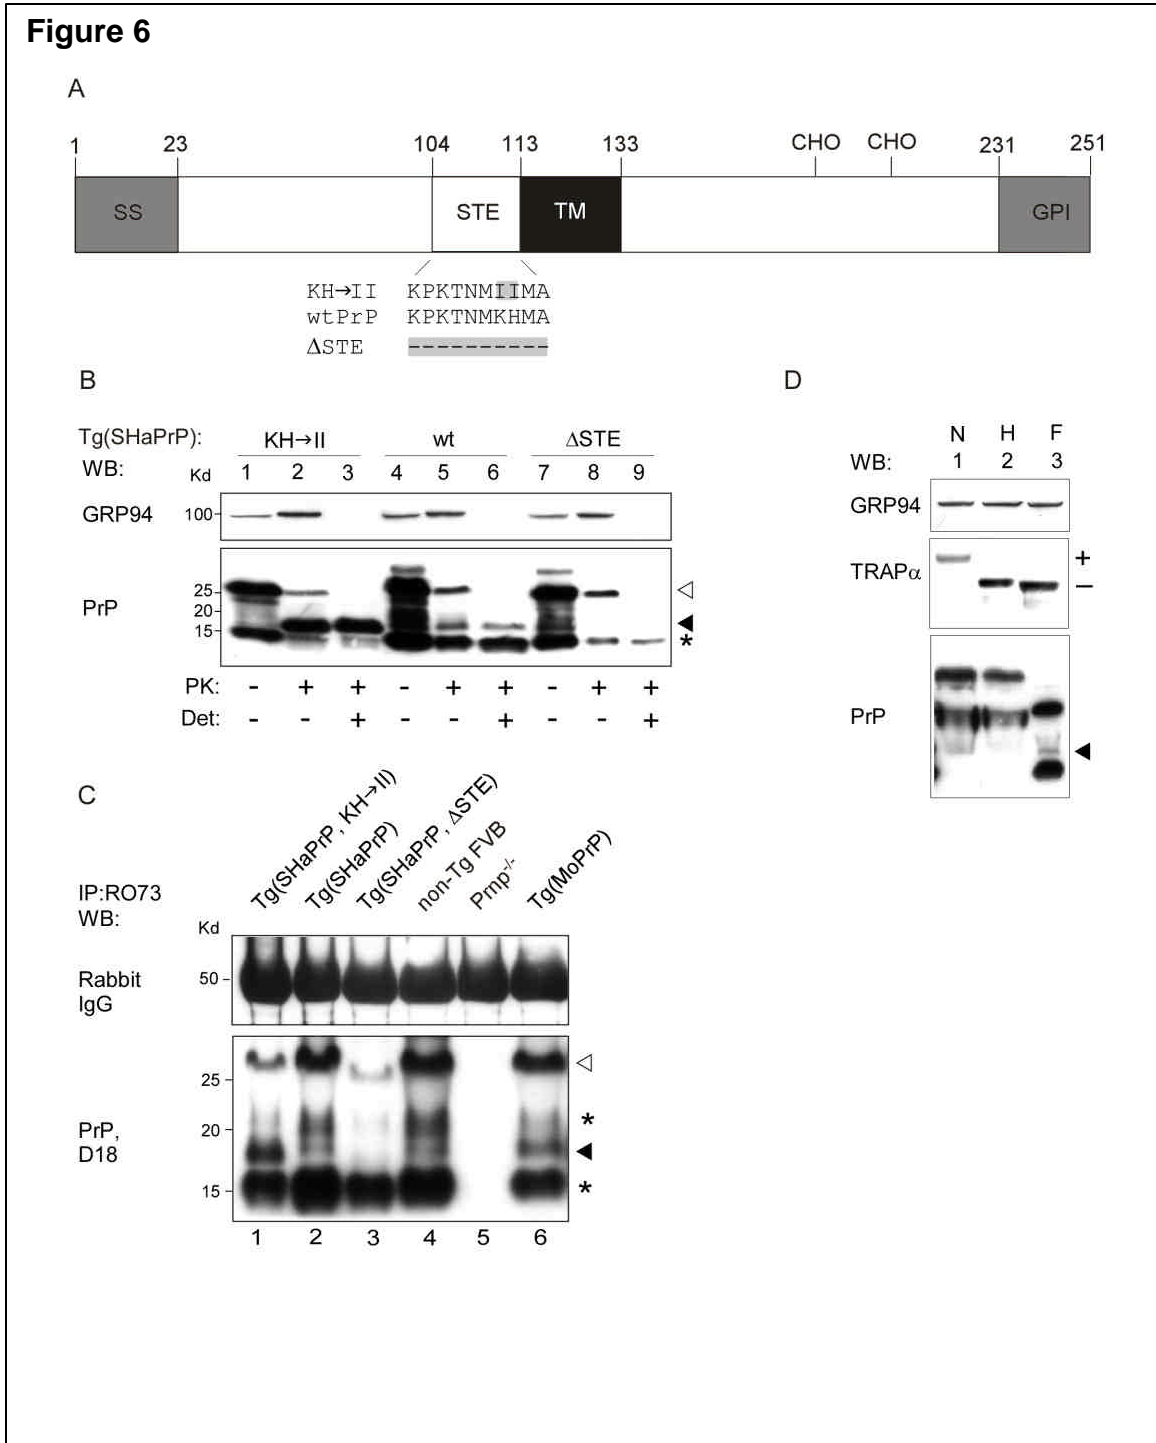 Figure 6
A
1 23 104 113 133 CHO CHO 231 251
SS STE TM GPI
KH→II KPKTNMIIMA
wtPrP KPKTNMKHMA
ΔSTE ----------
B
Tg(SHaPrP): KH→II wt ΔSTE
WB: Kd 1 2 3 4 5 6 7 8 9
GRP94 100
PrP 25
20
15
*
PK: - + + - + + - + +
Det: - - + - - + - - +
D
N H F
WB: 1 2 3
GRP94
TRAPα + –
PrP
C
Tg(SHaPrP, KH→II)
Tg(SHaPrP)
Tg(SHaPrP, ΔSTE)
non-Tg FVB
Prnp-/-
Tg(MoPrP)
IP:RO73
WB:
Kd
Rabbit IgG 50
25
*
20
PrP,
D18
15 *
1 2 3 4 5 6